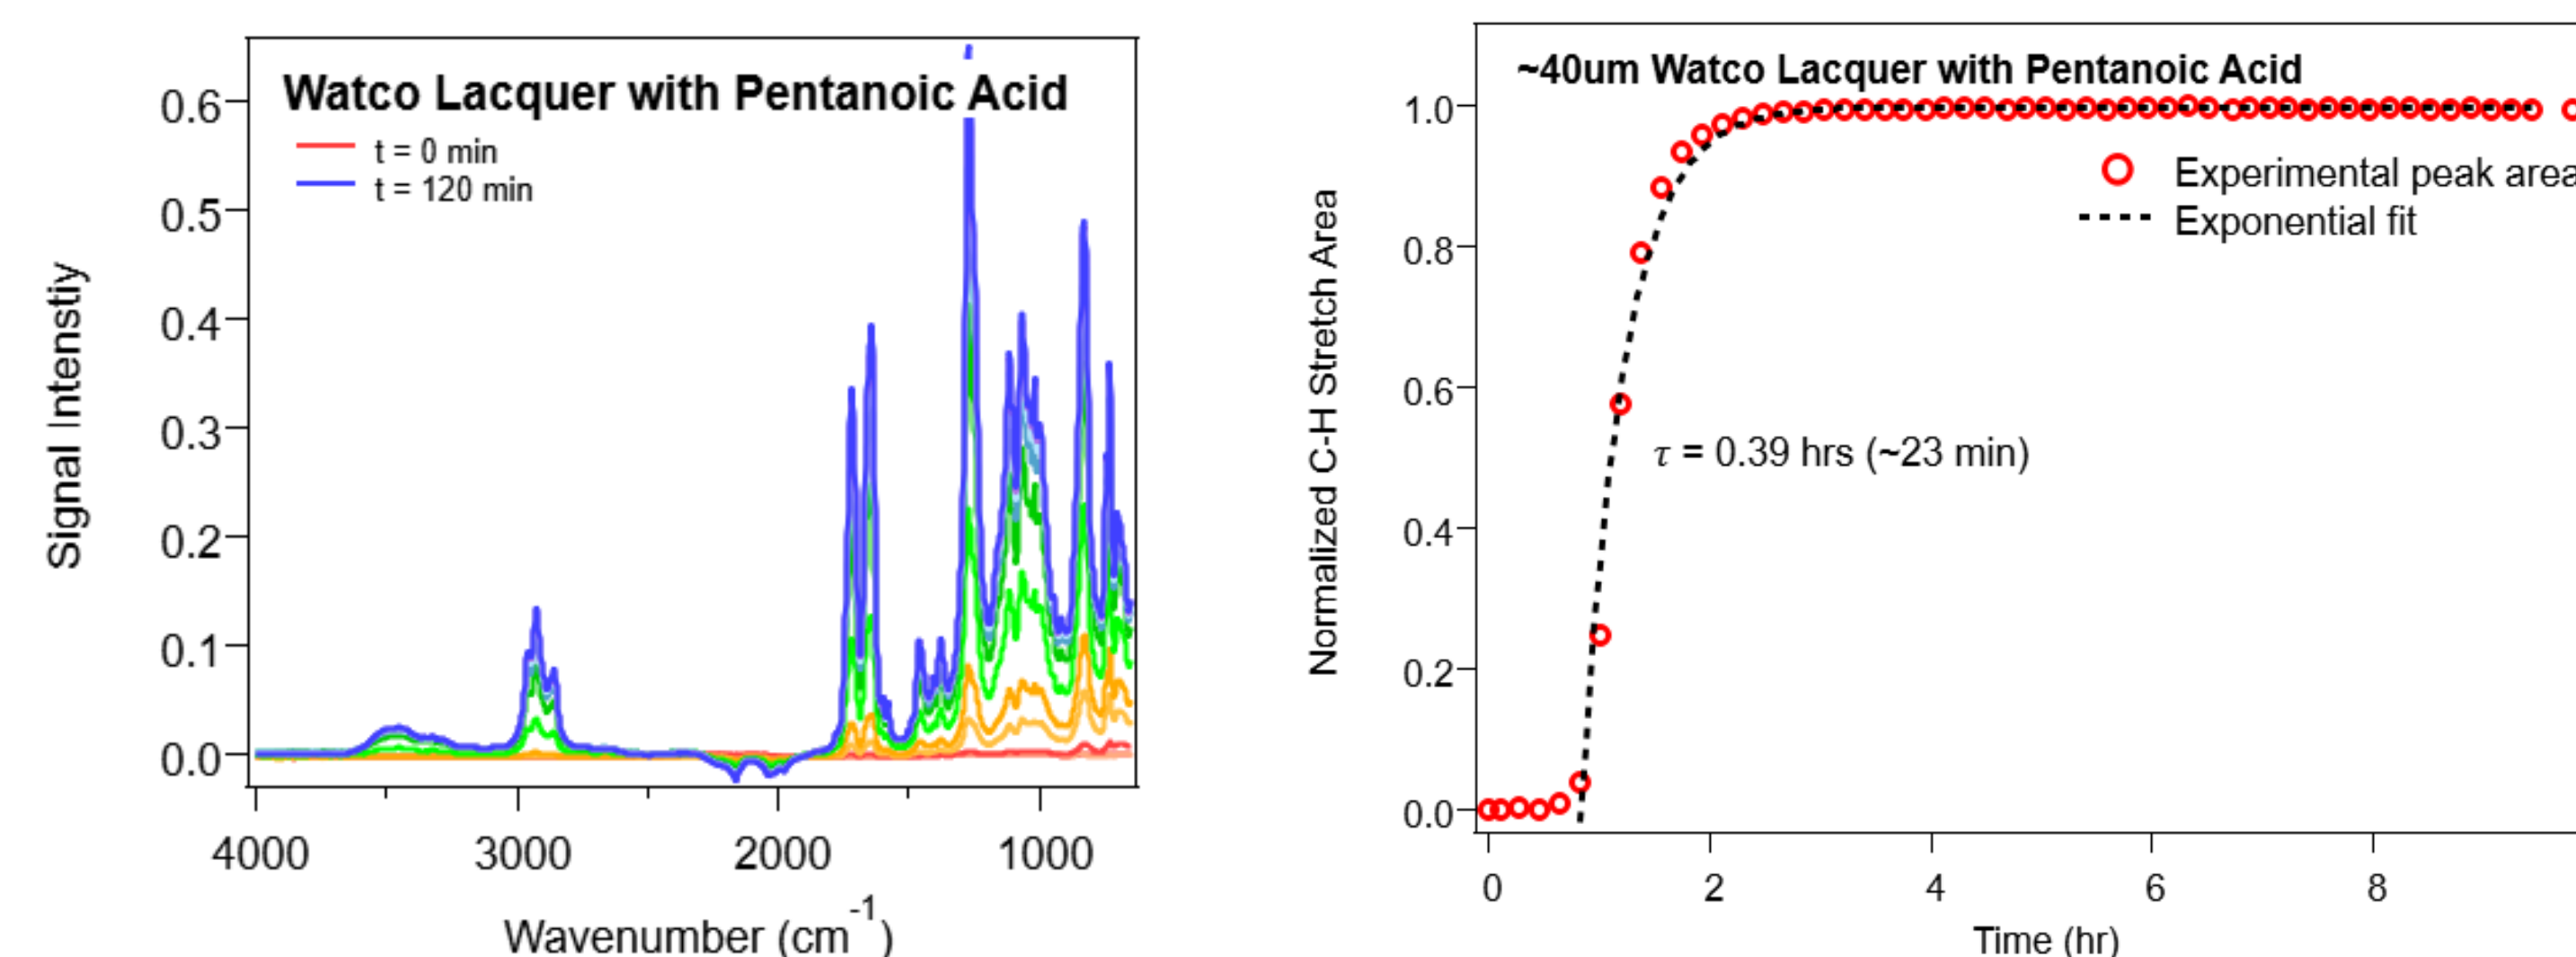 Watco Lacquer with Pentanoic Acid
t = 0 min
t = 120 min
0.6
0.5
0.4
0.3
0.2
0.1
0.0
Signal Intenstiy
4000
3000
2000
1000
Wavenumber (cm⁻¹)
~40um Watco Lacquer with Pentanoic Acid
Experimental peak area
Exponential fit
τ = 0.39 hrs (~23 min)
1.0
0.8
0.6
0.4
0.2
0.0
Normalized C-H Stretch Area
0
2
4
6
8
Time (hr)